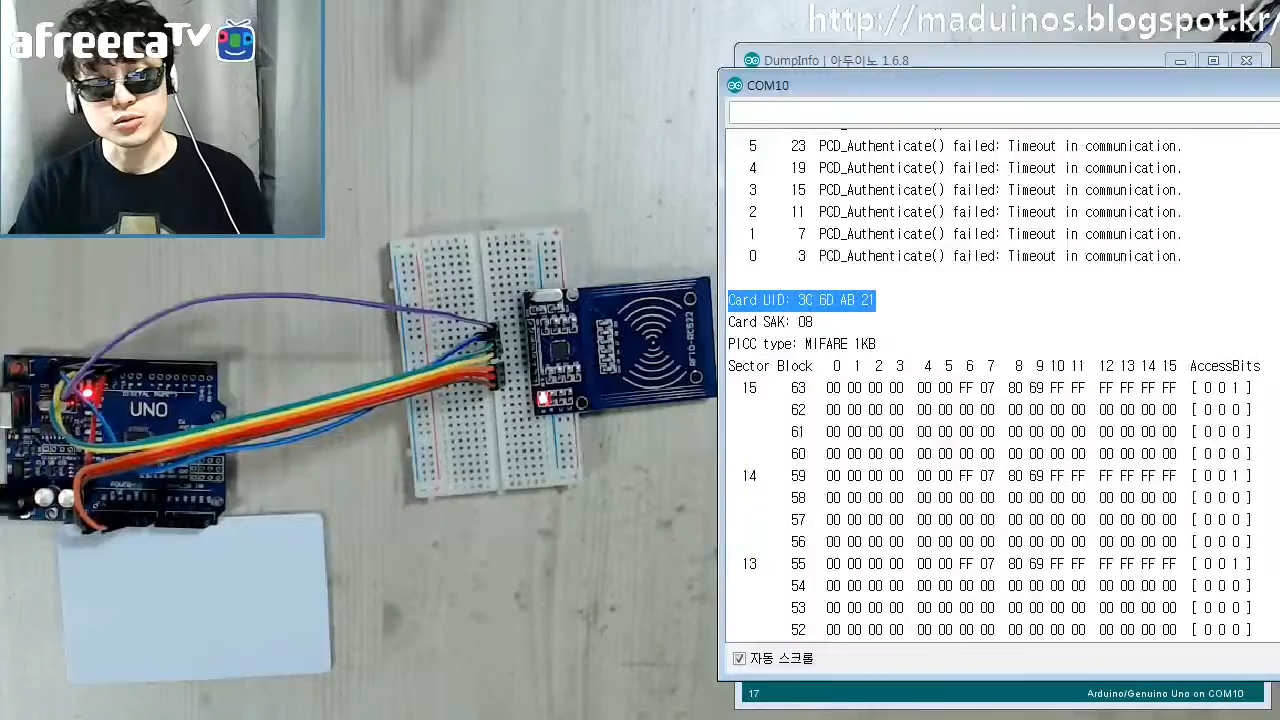 http://maduinos.blogspot.kr/
afreecaTV
DumpInfo | 아두이노 1.6.8
COM10
5 23 PCD_Authenticate() failed: Timeout in communication.
4 19 PCD_Authenticate() failed: Timeout in communication.
3 15 PCD_Authenticate() failed: Timeout in communication.
2 11 PCD_Authenticate() failed: Timeout in communication.
1 7 PCD_Authenticate() failed: Timeout in communication.
0 3 PCD_Authenticate() failed: Timeout in communication.
Card UID: 3C 6D AB 21
Card SAK: 08
PICC type: MIFARE 1KB
Sector Block 0 1 2 3 4 5 6 7 8 9 10 11 12 13 14 15 AccessBits
15 63 00 00 00 00 00 00 FF 07 80 69 FF FF FF FF FF FF [ 0 0 1 ]
62 00 00 00 00 00 00 00 00 00 00 00 00 00 00 00 00 [ 0 0 0 ]
61 00 00 00 00 00 00 00 00 00 00 00 00 00 00 00 00 [ 0 0 0 ]
60 00 00 00 00 00 00 00 00 00 00 00 00 00 00 00 00 [ 0 0 0 ]
14 59 00 00 00 00 00 00 FF 07 80 69 FF FF FF FF FF FF [ 0 0 1 ]
58 00 00 00 00 00 00 00 00 00 00 00 00 00 00 00 00 [ 0 0 0 ]
57 00 00 00 00 00 00 00 00 00 00 00 00 00 00 00 00 [ 0 0 0 ]
56 00 00 00 00 00 00 00 00 00 00 00 00 00 00 00 00 [ 0 0 0 ]
13 55 00 00 00 00 00 00 FF 07 80 69 FF FF FF FF FF FF [ 0 0 1 ]
54 00 00 00 00 00 00 00 00 00 00 00 00 00 00 00 00 [ 0 0 0 ]
53 00 00 00 00 00 00 00 00 00 00 00 00 00 00 00 00 [ 0 0 0 ]
52 00 00 00 00 00 00 00 00 00 00 00 00 00 00 00 00 [ 0 0 0 ]
자동 스크롤
17 Arduino/Genuino Uno on COM10
RFID-RC522
UNO